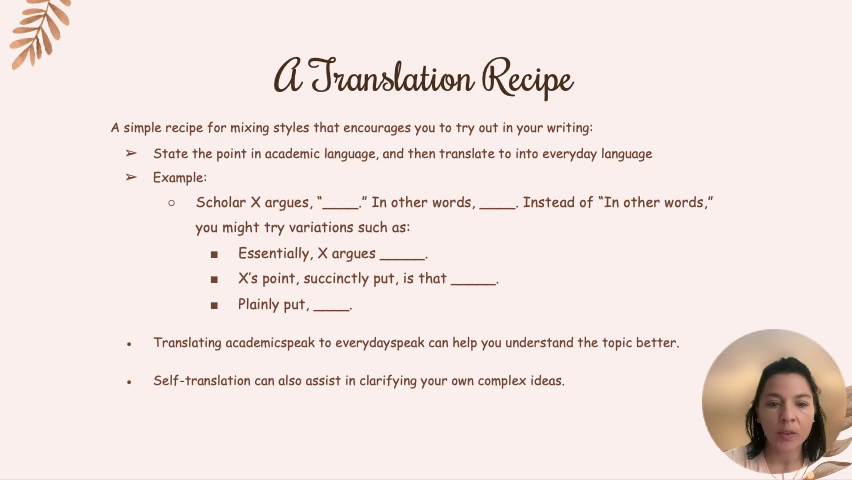 A Translation Recipe
A simple recipe for mixing styles that encourages you to try out in your writing:
➢ State the point in academic language, and then translate to into everyday language
➢ Example:
○ Scholar X argues, “____.” In other words, ____. Instead of “In other words,”
you might try variations such as:
■ Essentially, X argues _____.
■ X’s point, succinctly put, is that _____.
■ Plainly put, ____.
• Translating academicspeak to everydayspeak can help you understand the topic better.
• Self-translation can also assist in clarifying your own complex ideas.